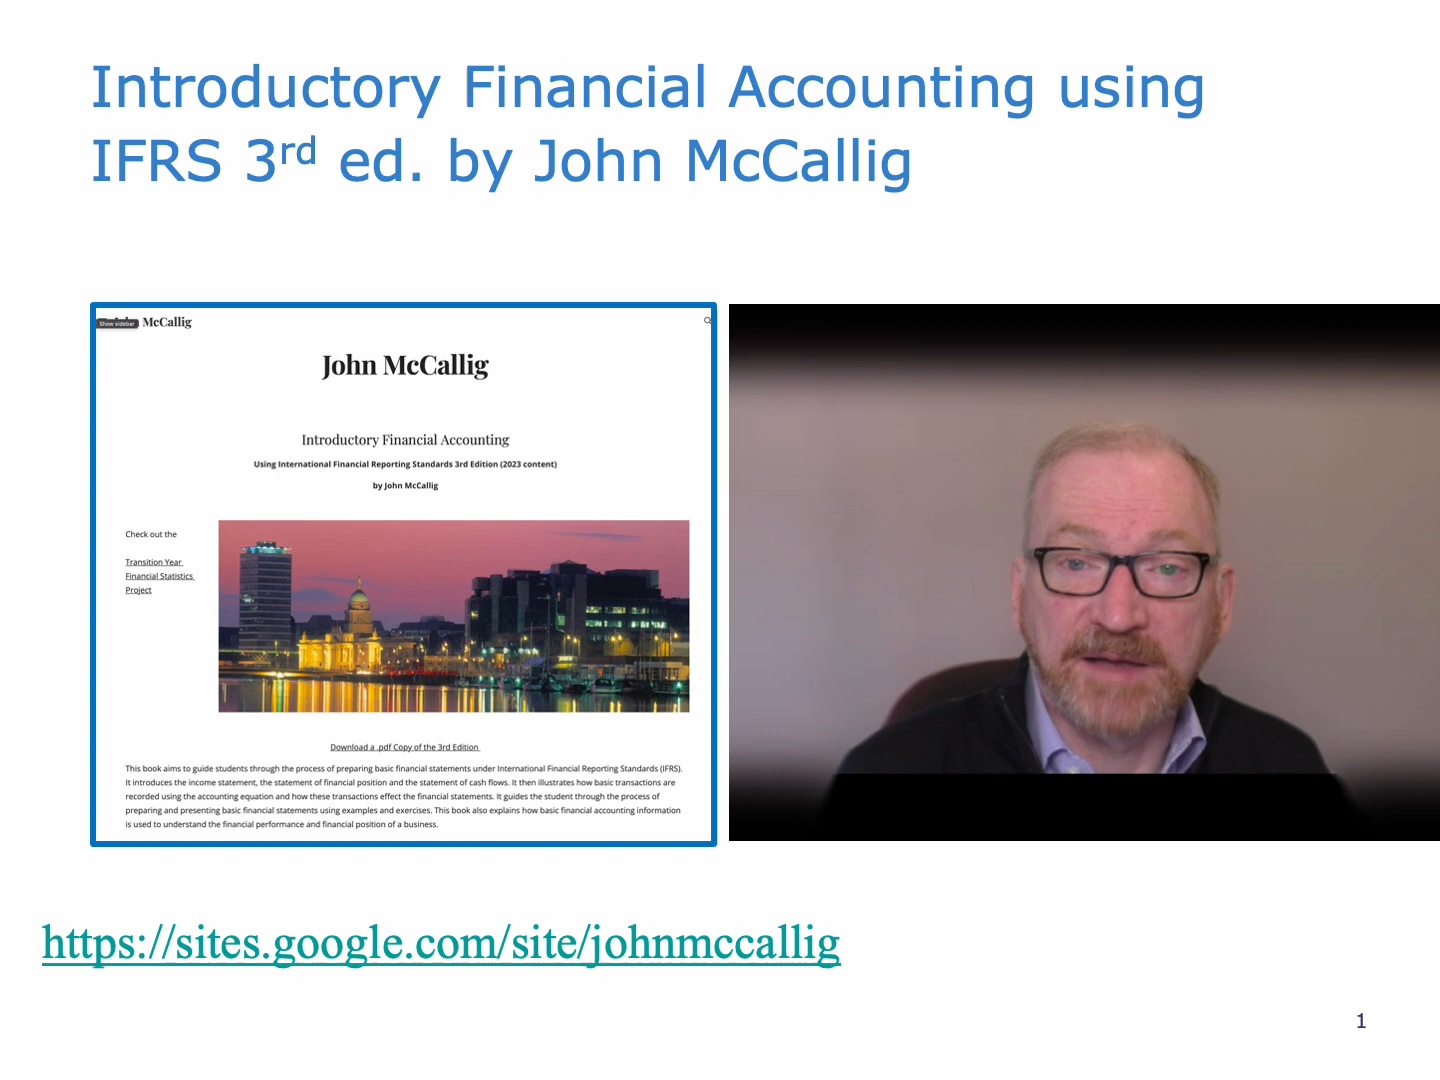 Introductory Financial Accounting using
IFRS 3rd ed. by John McCallig
Show sidebar
McCallig
John McCallig
Introductory Financial Accounting
Using International Financial Reporting Standards 3rd Edition (2023 content)
by John McCallig
Check out the
Transition Year
Financial Statistics
Project
Download a .pdf Copy of the 3rd Edition
This book aims to guide students through the process of preparing basic financial statements under International Financial Reporting Standards (IFRS).
It introduces the income statement, the statement of financial position and the statement of cash flows. It then illustrates how basic transactions are
recorded using the accounting equation and how these transactions effect the financial statements. It guides the student through the process of
preparing and presenting basic financial statements using examples and exercises. This book also explains how basic financial accounting information
is used to understand the financial performance and financial position of a business.
https://sites.google.com/site/johnmccallig
1